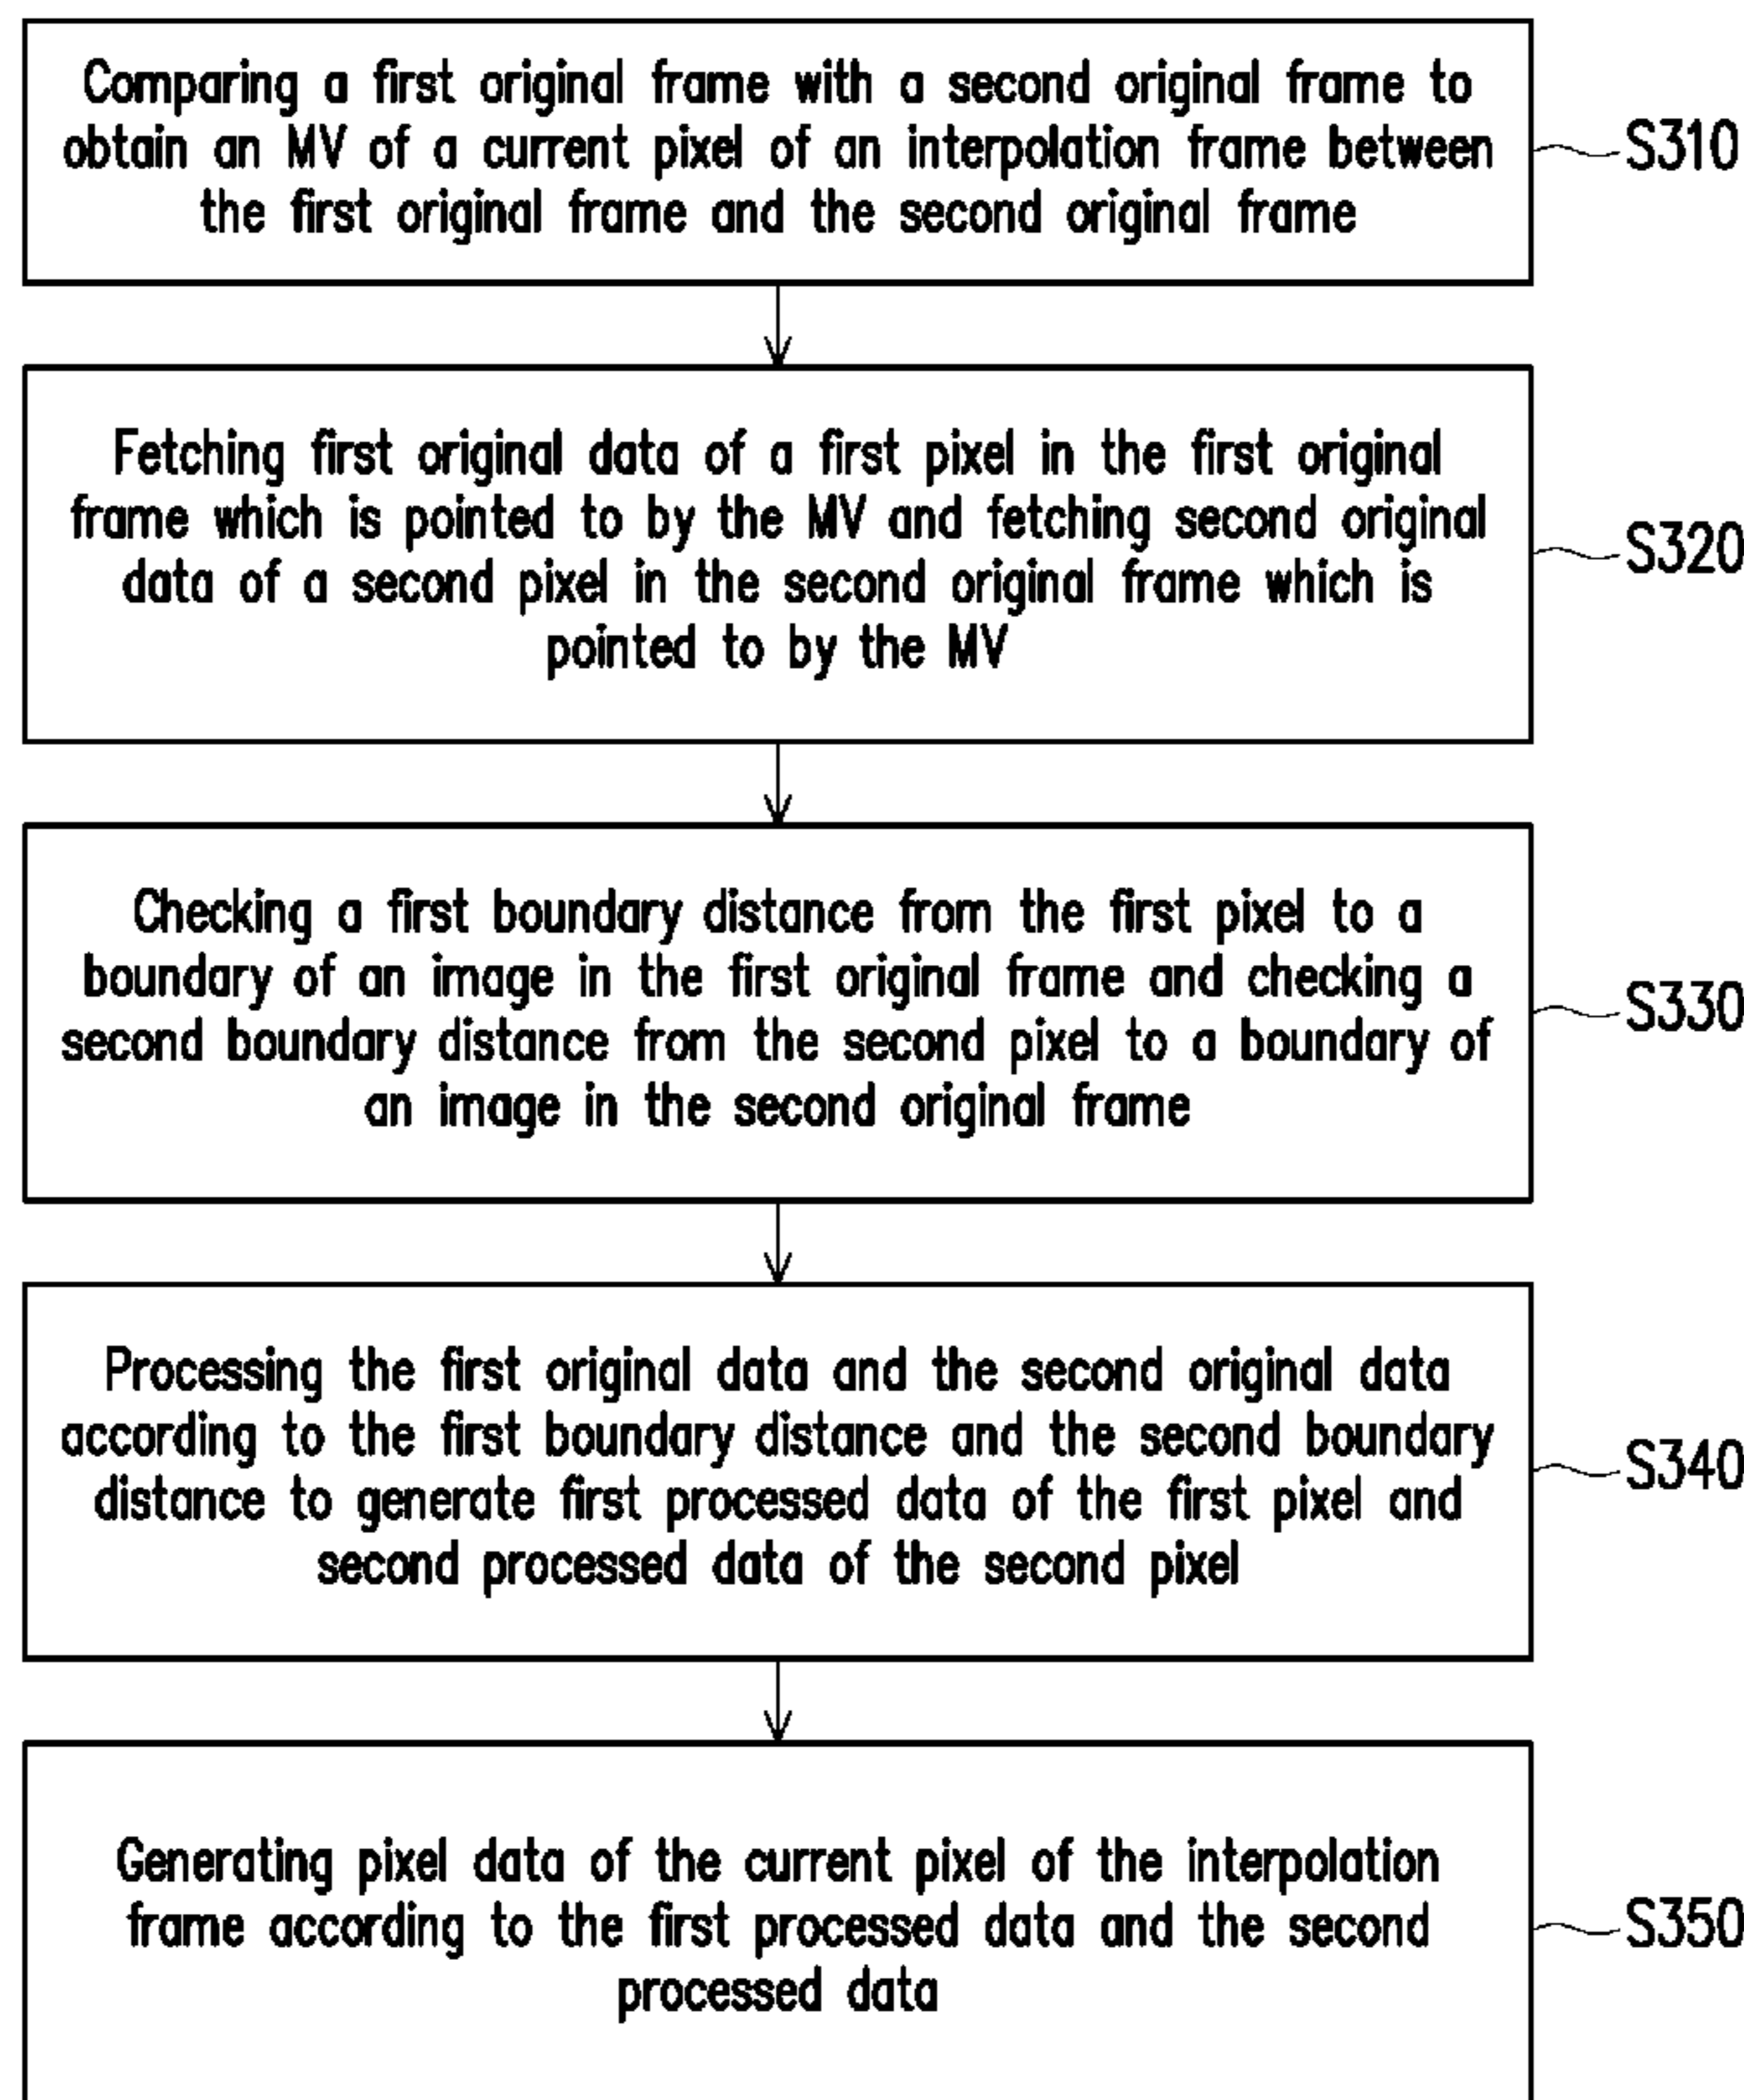 Comparing a first original frame with a second original frame to
obtain an MV of a current pixel of an interpolation frame between
the first original frame and the second original frame
S310
Fetching first original data of a first pixel in the first original
frame which is pointed to by the MV and fetching second original
data of a second pixel in the second original frame which is
pointed to by the MV
S320
Checking a first boundary distance from the first pixel to a
boundary of an image in the first original frame and checking a
second boundary distance from the second pixel to a boundary of
an image in the second original frame
S330
Processing the first original data and the second original data
according to the first boundary distance and the second boundary
distance to generate first processed data of the first pixel and
second processed data of the second pixel
S340
Generating pixel data of the current pixel of the interpolation
frame according to the first processed data and the second
processed data
S350